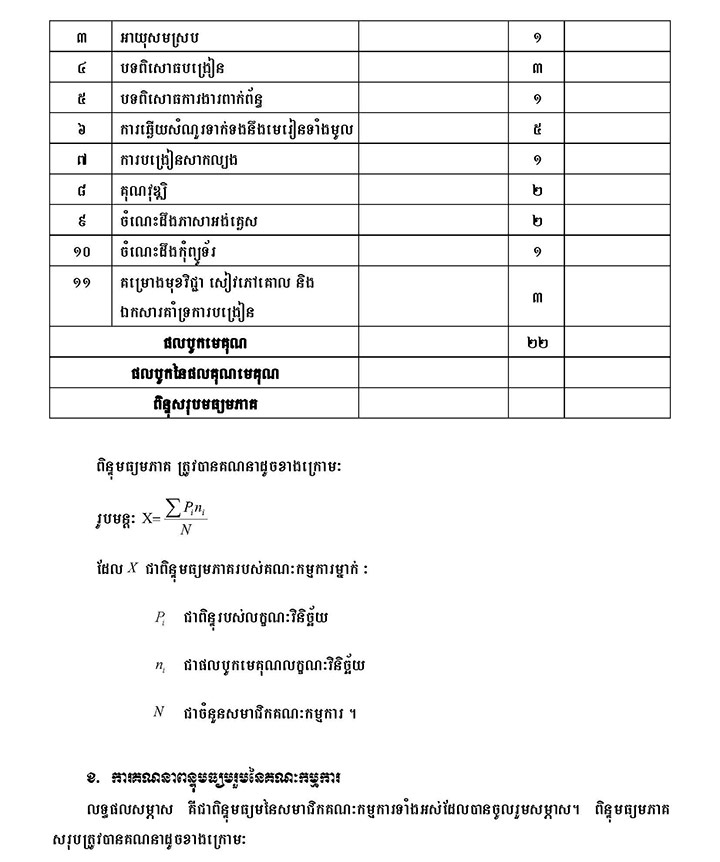 ៣ អាយុសមស្រប ១
៤ បទពិសោធបង្រៀន ៣
៥ បទពិសោធការងារពាក់ព័ន្ធ ១
៦ ការឆ្លើយសំណួរទាក់ទងនឹងមេរៀនទាំងមូល ៥
៧ ការបង្រៀនសាកល្បង ១
៨ គុណវុឌ្ឍិ ២
៩ ចំណេះដឹងភាសាអង់គ្លេស ២
១០ ចំណេះដឹងកុំព្យូទ័រ ១
១១ គម្រោងមុខវិជ្ជា សៀវភៅគោល និង
ឯកសារគាំទ្រការបង្រៀន ៣
ផលបូកមេគុណ ២២
ផលបូកនៃផលគុណមេគុណ
ពិន្ទុសរុបមធ្យមភាគ
ពិន្ទុមធ្យមភាគ ត្រូវបានគណនាដូចខាងក្រោម៖
រូបមន្ត៖ X= ∑ Pᵢnᵢ / N
ដែល X ជាពិន្ទុមធ្យមភាគរបស់គណៈកម្មការម្នាក់ :
Pᵢ ជាពិន្ទុរបស់លក្ខណៈវិនិច្ឆ័យ
nᵢ ជាផលបូកមេគុណលក្ខណៈវិនិច្ឆ័យ
N ជាចំនួនសមាជិកគណៈកម្មការ ។
ខ. ការគណនាពន្ទុមធ្យមរួមនៃគណៈកម្មការ
លទ្ធផលសម្ភាស គឺជាពិន្ទុមធ្យមនៃសមាជិកគណៈកម្មការទាំងអស់ដែលបានចូលរួមសម្ភាស។ ពិន្ទុមធ្យមភាគ
សរុបត្រូវបានគណនាដូចខាងក្រោម៖